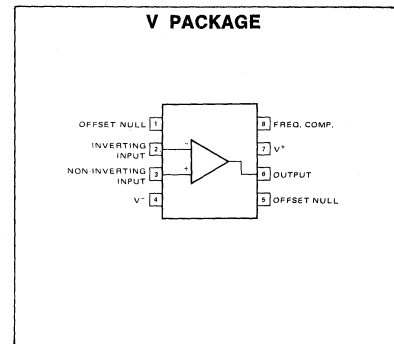 V PACKAGE
OFFSET NULL 1
INVERTING 2
INPUT
NON-INVERTING 3
INPUT
V- 4
8 FREQ. COMP.
7 V+
6 OUTPUT
5 OFFSET NULL
-
+